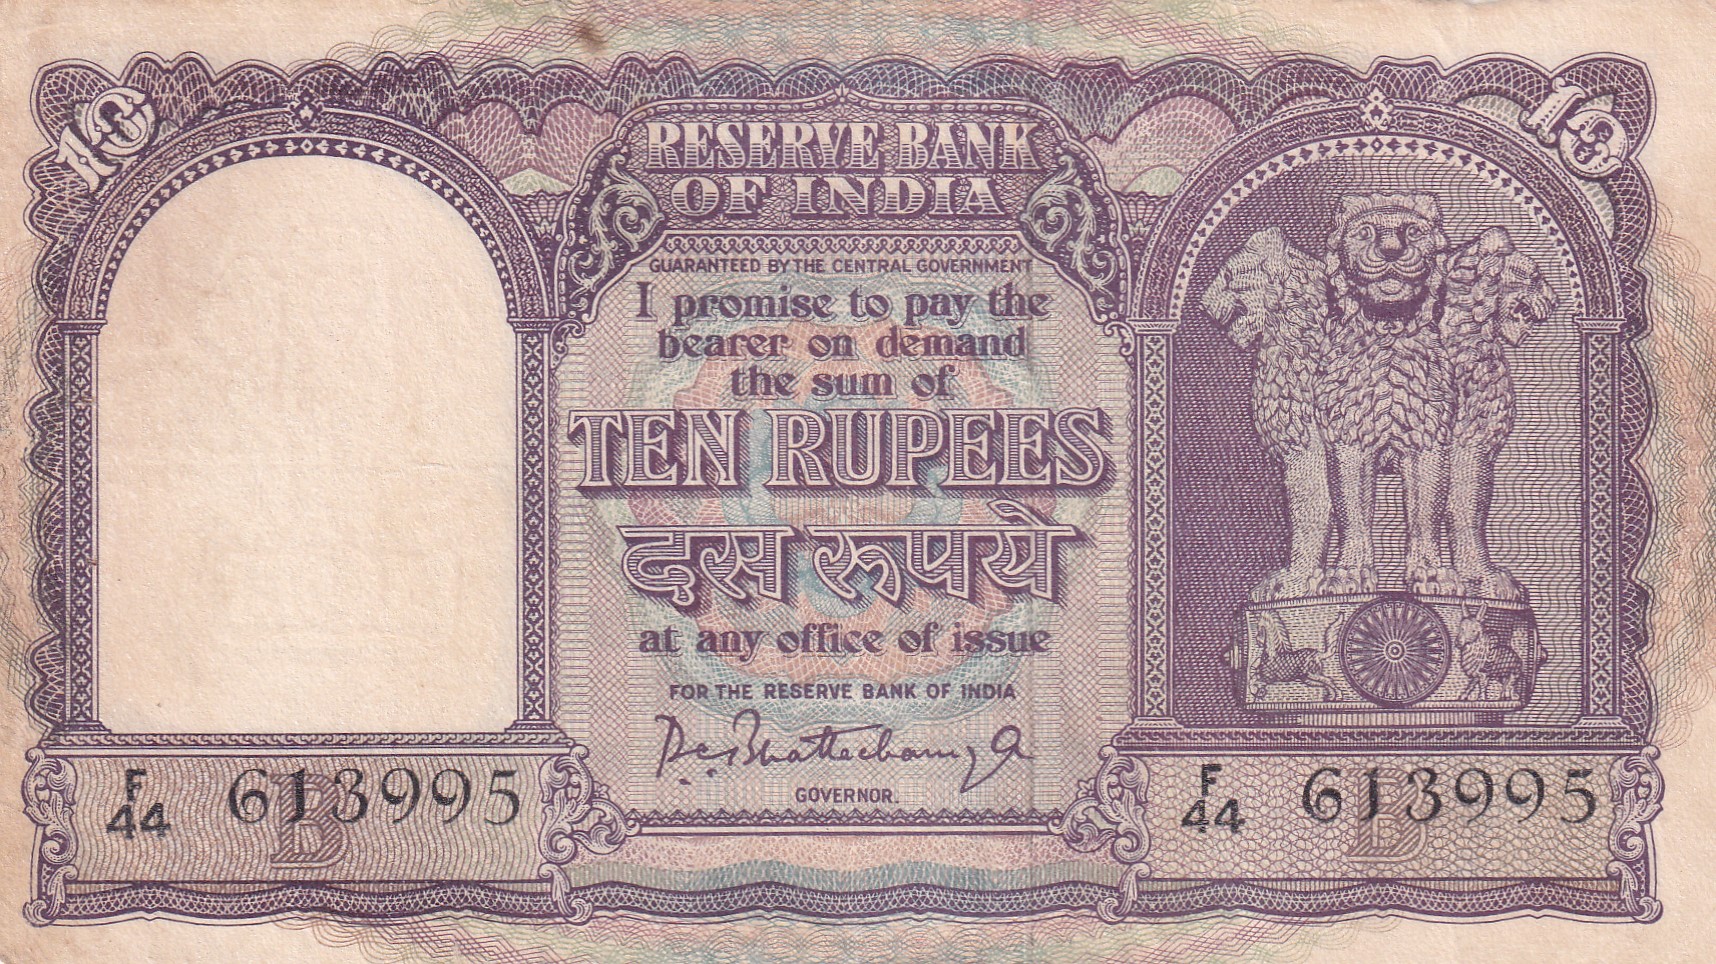 10
10
RESERVE BANK
OF INDIA
GUARANTEED BY THE CENTRAL GOVERNMENT
I promise to pay the
bearer on demand
the sum of
TEN RUPEES
दस रूपये
at any office of issue
FOR THE RESERVE BANK OF INDIA
P.C. Bhattacharyya
GOVERNOR.
F
44 613995
B
F
44 613995
B